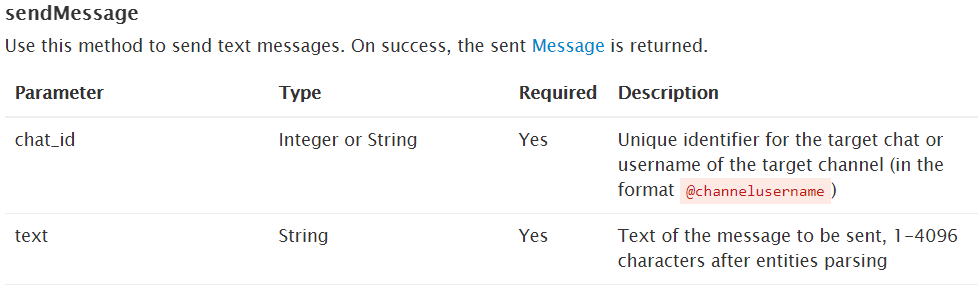 sendMessage
Use this method to send text messages. On success, the sent Message is returned.
Parameter Type Required Description
chat_id Integer or String Yes Unique identifier for the target chat or
username of the target channel (in the
format @channelusername)
text String Yes Text of the message to be sent, 1-4096
characters after entities parsing